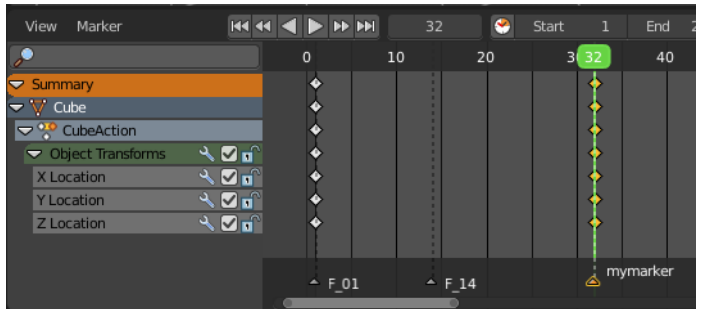 View Marker 32 Start 1 End 2
0 10 20 3 32 40
Summary
Cube
CubeAction
Object Transforms
X Location
Y Location
Z Location
F_01 F_14 mymarker